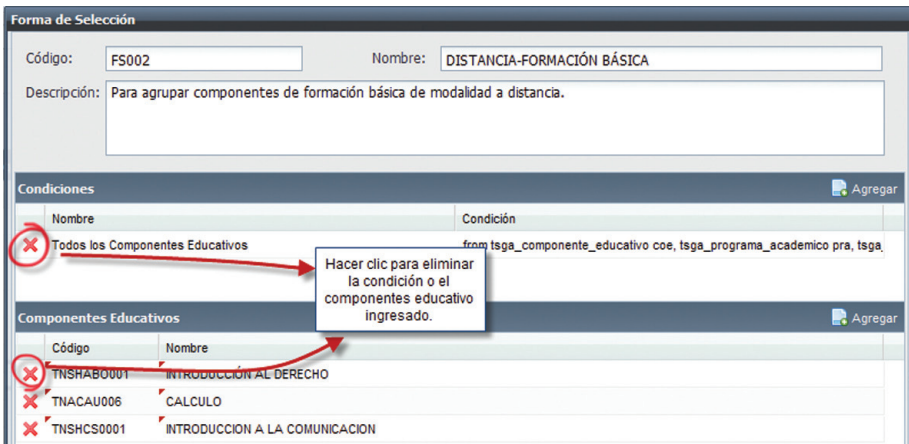 Forma de Selección
Código: FS002 Nombre: DISTANCIA-FORMACIÓN BÁSICA
Descripción: Para agrupar componentes de formación básica de modalidad a distancia.
Condiciones Agregar
Nombre Condición
Todos los Componentes Educativos from tsga_componente_educativo coe, tsga_programa_academico pra, tsga_
Hacer clic para eliminar
la condición o el
componentes educativo
ingresado.
Componentes Educativos Agregar
Código Nombre
TNSHABO001 INTRODUCCIÓN AL DERECHO
TNACAU006 CALCULO
TNSHCS0001 INTRODUCCION A LA COMUNICACION